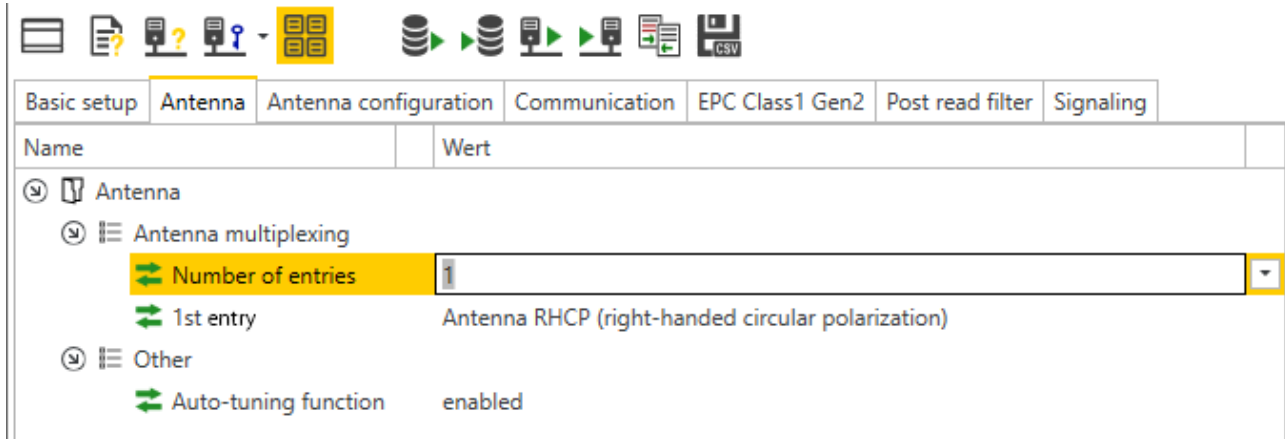 ? ? ? CSV
Basic setup Antenna Antenna configuration Communication EPC Class1 Gen2 Post read filter Signaling
Name Wert
Antenna
Antenna multiplexing
Number of entries 1
1st entry Antenna RHCP (right-handed circular polarization)
Other
Auto-tuning function enabled